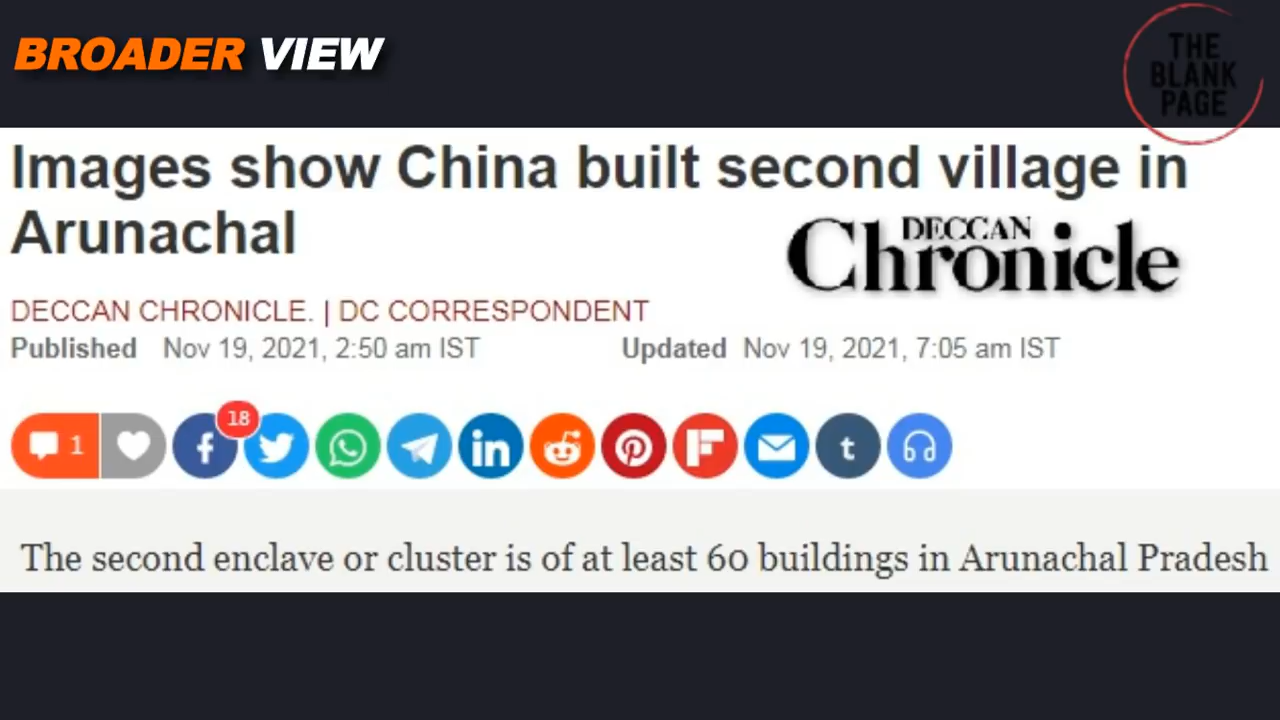 BROADER VIEW
THE
BLANK
PAGE
Images show China built second village in
Arunachal
DECCAN
Chronicle
DECCAN CHRONICLE. | DC CORRESPONDENT
Published Nov 19, 2021, 2:50 am IST Updated Nov 19, 2021, 7:05 am IST
1 18
The second enclave or cluster is of at least 60 buildings in Arunachal Pradesh